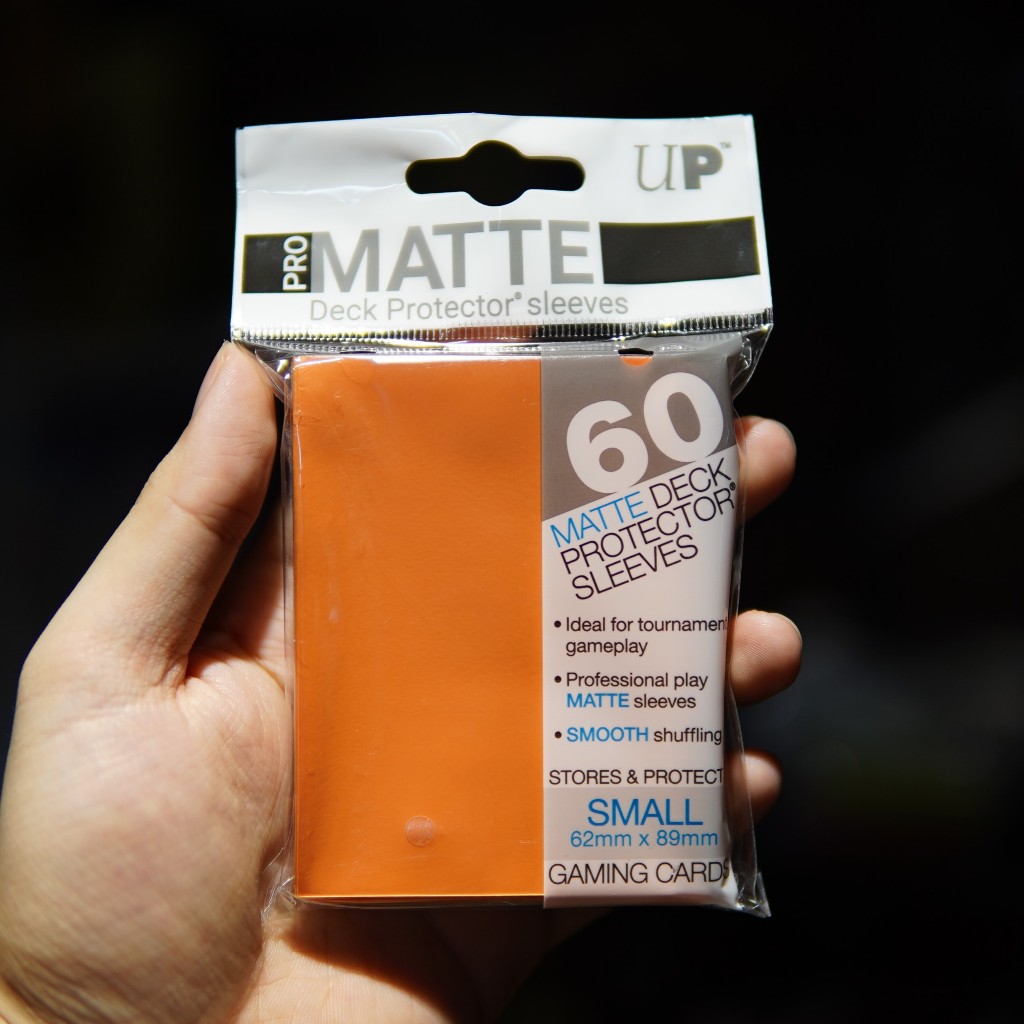 UP™
PRO
MATTE
Deck Protector® sleeves
60
MATTE DECK
PROTECTOR®
SLEEVES
• Ideal for tournamen
gameplay
• Professional play
MATTE sleeves
• SMOOTH shuffling
STORES & PROTECT
SMALL
62mm x 89mm
GAMING CARDS